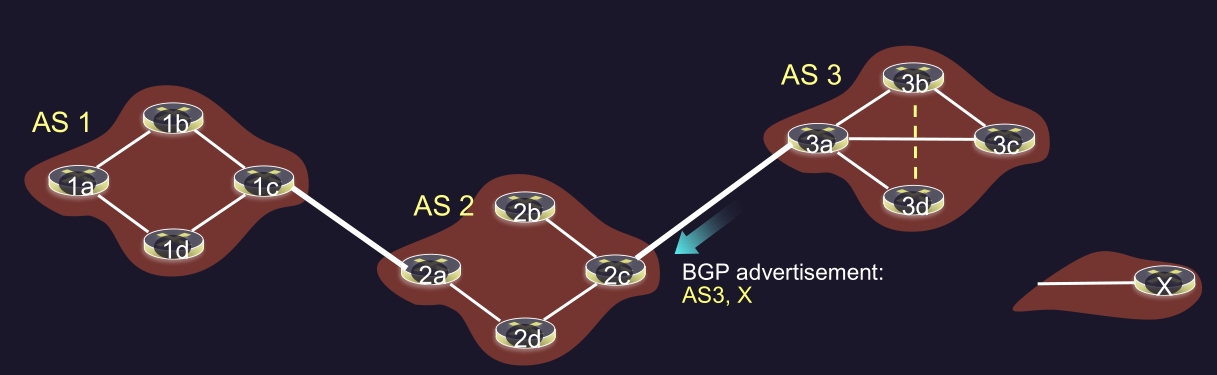 AS 1
1b
1a
1c
1d
AS 2
2b
2a
2c
2d
AS 3
3b
3a
3c
3d
BGP advertisement:
AS3, X
X